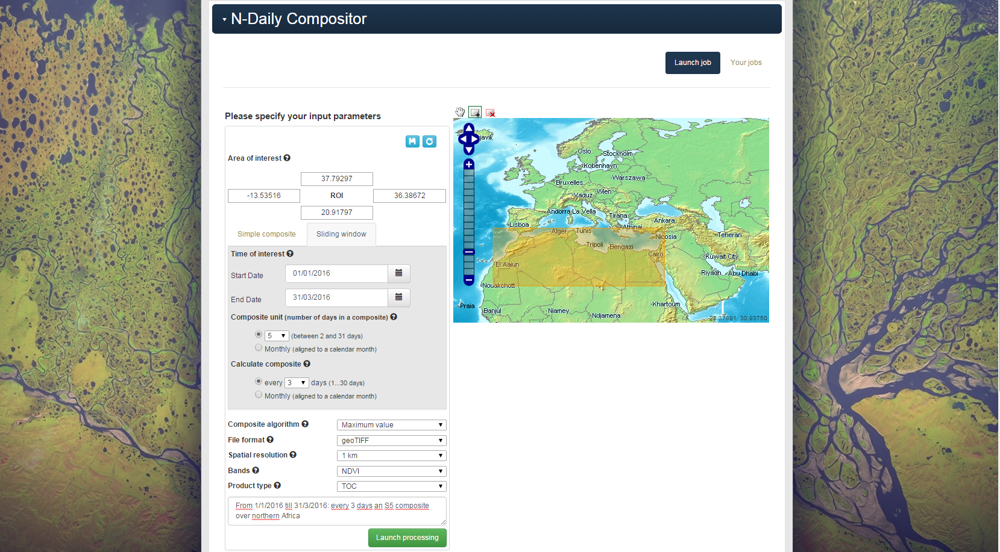 N-Daily Compositor
Launch job
Your jobs
Please specify your input parameters
Area of interest
37.79297
-13.53516
ROI
36.38672
20.91797
Simple composite
Sliding window
Time of interest
Start Date
01/01/2016
End Date
31/03/2016
Composite unit (number of days in a composite)
5
(between 2 and 31 days)
Monthly (aligned to a calendar month)
Calculate composite
every 3 days (1...30 days)
Monthly (aligned to a calendar month)
Composite algorithm
Maximum value
File format
geoTIFF
Spatial resolution
1 km
Bands
NDVI
Product type
TOC
From 1/1/2016 till 31/3/2016: every 3 days an S5 composite
over northern Africa
Launch processing
javik
Oslo
Stockholm
Kobenhavn
Warszawa
Bruxelles
Wien
Vaduz
Andorra La Vella
Tirana
Ankara
Lisboa
Athinai
Alger
Tunis
Teheran
Nicosia
Tripoli
Bengazi
Cairo
Kuwait City
El Aaiun
Riyadh
Abu Dhabi
Nouakchott
Praia
Banjul
Niamey
Ndjamena
Khartoum